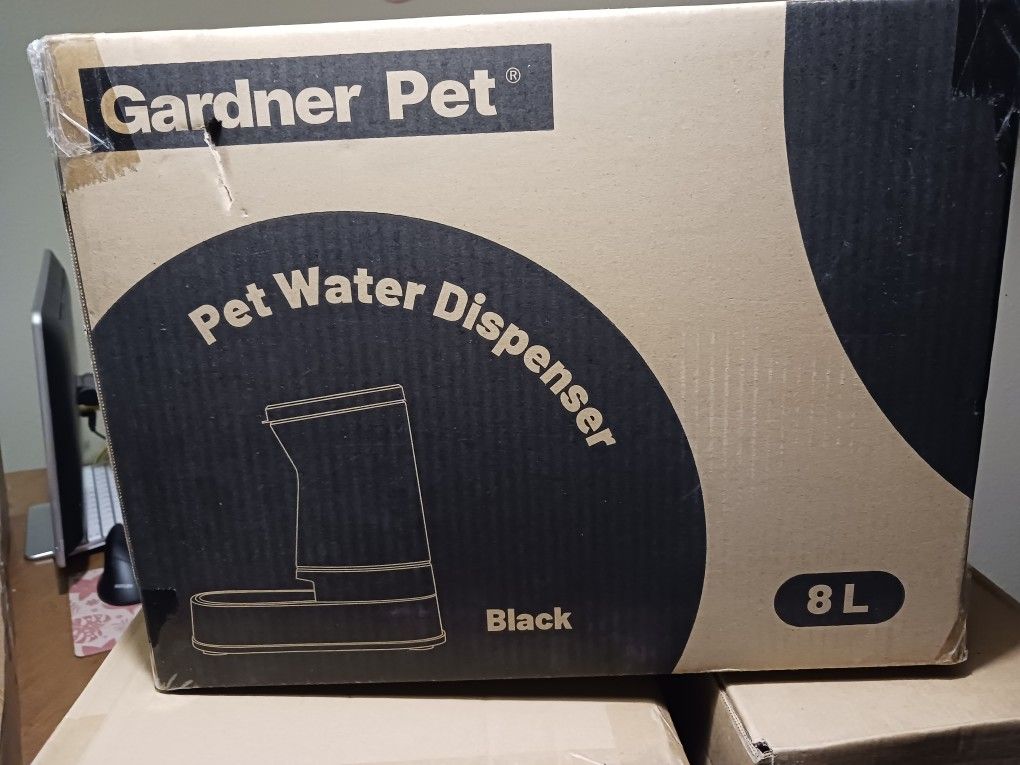 Gardner Pet®
Pet Water Dispenser
Black
8 L